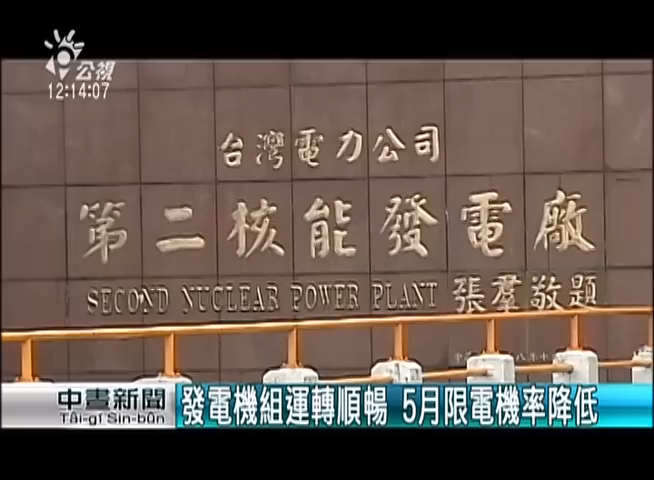 公視
12:14:07
台灣電力公司
第二核能發電廠
SECOND NUCLEAR POWER PLANT 張羣敬題
中晝新聞
Tâi-gí Sin-bûn
發電機組運轉順暢 5月限電機率降低